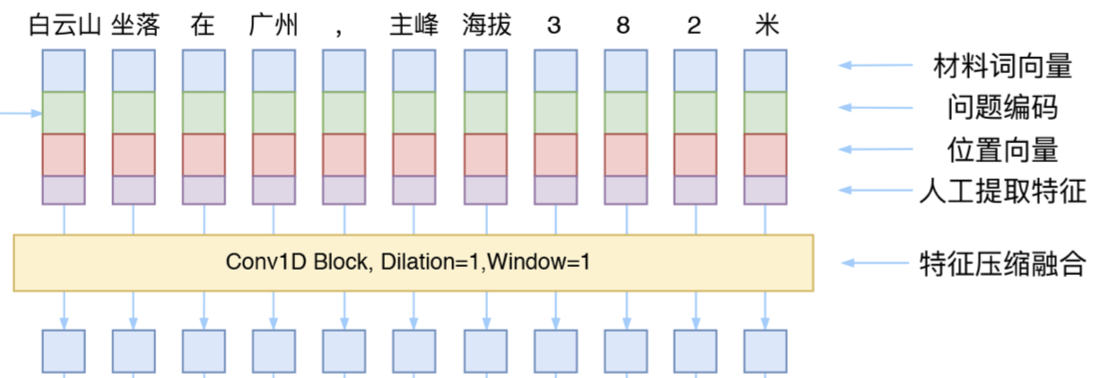 白云山 坐落 在 广州 , 主峰 海拔 3 8 2 米
材料词向量
问题编码
位置向量
人工提取特征
Conv1D Block, Dilation=1,Window=1
特征压缩融合